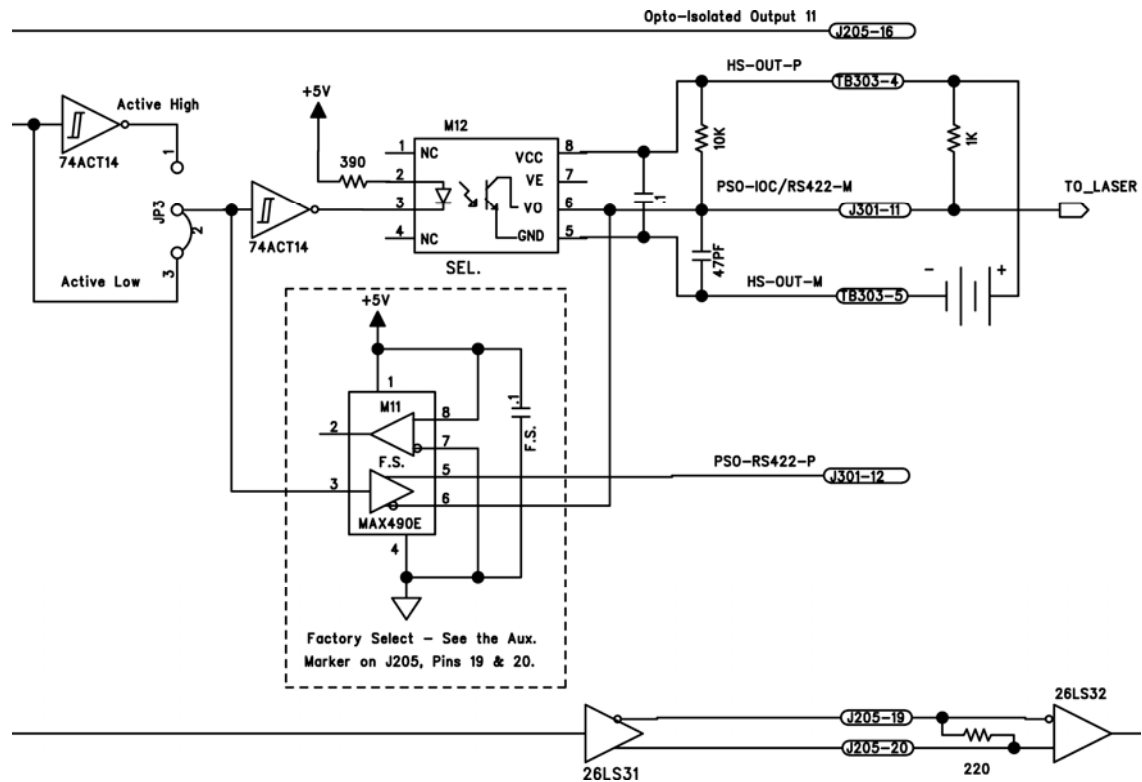 Opto-Isolated Output 11
J205-16
HS-OUT-P
TB303-4
+5V
M12
Active High
74ACT14
1
390
1
NC
VCC
8
10K
1K
2
VE
7
3
VO
6
PSO-IOC/RS422-M
J301-11
TO_LASER
4
NC
GND
5
.1
JP3
2
74ACT14
SEL.
47PF
Active Low
3
HS-OUT-M
TB303-5
-
+
+5V
1
M11
8
.1
F.S.
2
7
F.S.
5
PSO-RS422-P
J301-12
3
6
MAX490E
4
Factory Select - See the Aux.
Marker on J205, Pins 19 & 20.
26LS32
J205-19
J205-20
220
26LS31